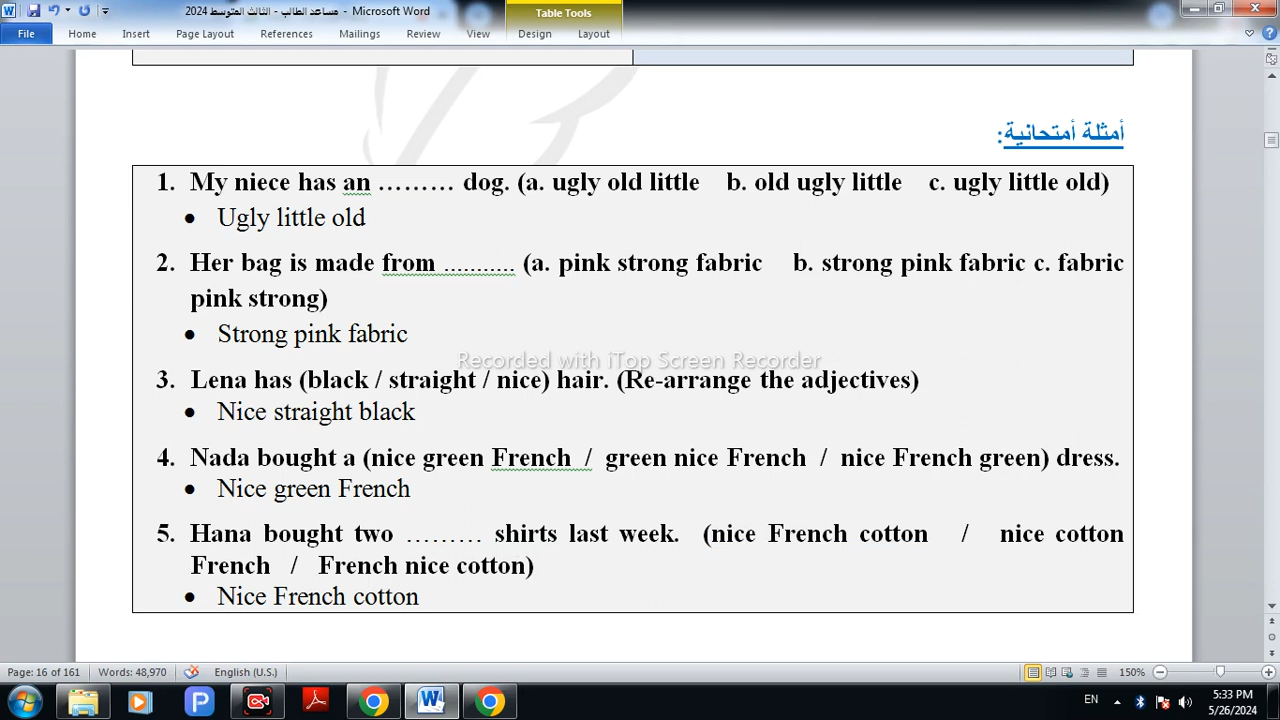 مساعد الطالب - الثالث المتوسط 2024 - Microsoft Word
Table Tools
File Home Insert Page Layout References Mailings Review View Design Layout
أمثلة أمتحانية:
1. My niece has an ……… dog. (a. ugly old little b. old ugly little c. ugly little old)
• Ugly little old
2. Her bag is made from ........... (a. pink strong fabric b. strong pink fabric c. fabric
pink strong)
• Strong pink fabric
Recorded with iTop Screen Recorder
3. Lena has (black / straight / nice) hair. (Re-arrange the adjectives)
• Nice straight black
4. Nada bought a (nice green French / green nice French / nice French green) dress.
• Nice green French
5. Hana bought two ……… shirts last week. (nice French cotton / nice cotton
French / French nice cotton)
• Nice French cotton
Page: 16 of 161 Words: 48,970 English (U.S.) 150%
EN 5:33 PM
5/26/2024